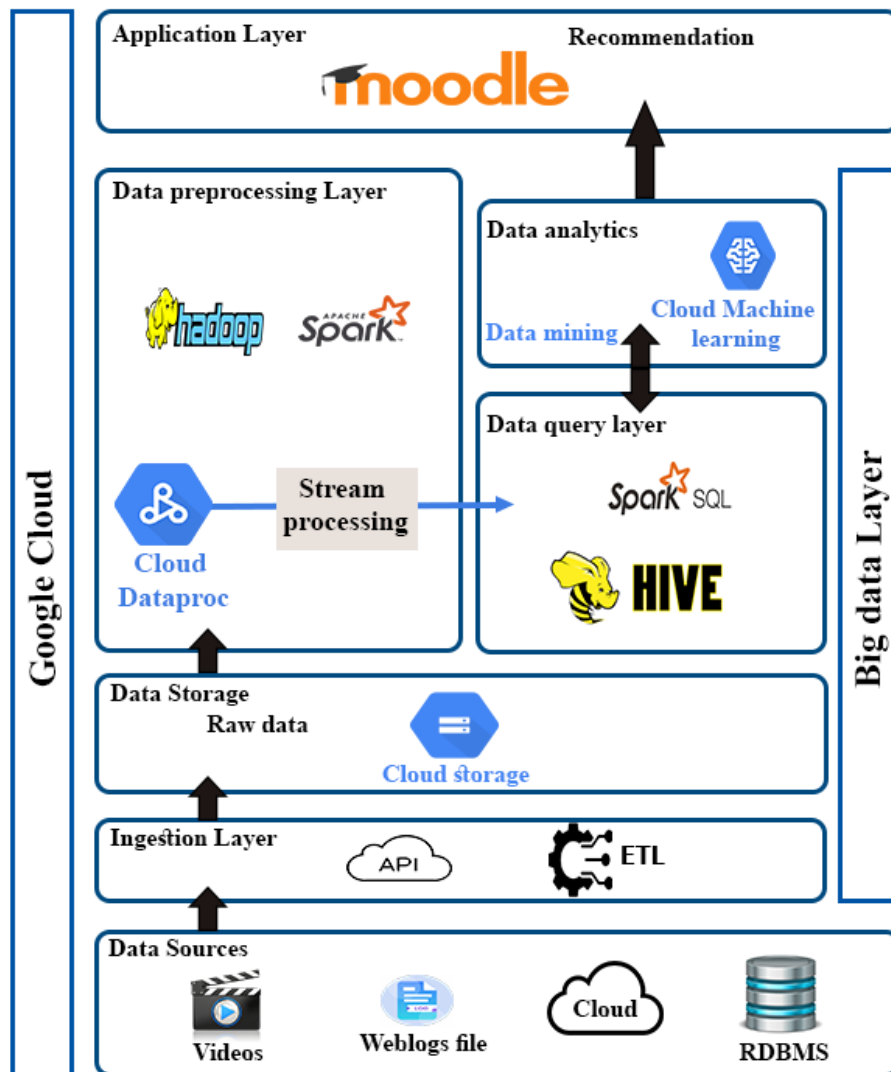 Application Layer
Recommendation
moodle
Data preprocessing Layer
hadoop
APACHE
Spark
Data analytics
Data mining
Cloud Machine
learning
Data query layer
Spark SQL
HIVE
Stream
processing
Cloud
Dataproc
Google Cloud
Big data Layer
Data Storage
Raw data
Cloud storage
Ingestion Layer
API
ETL
Data Sources
Videos
Weblogs file
Cloud
RDBMS